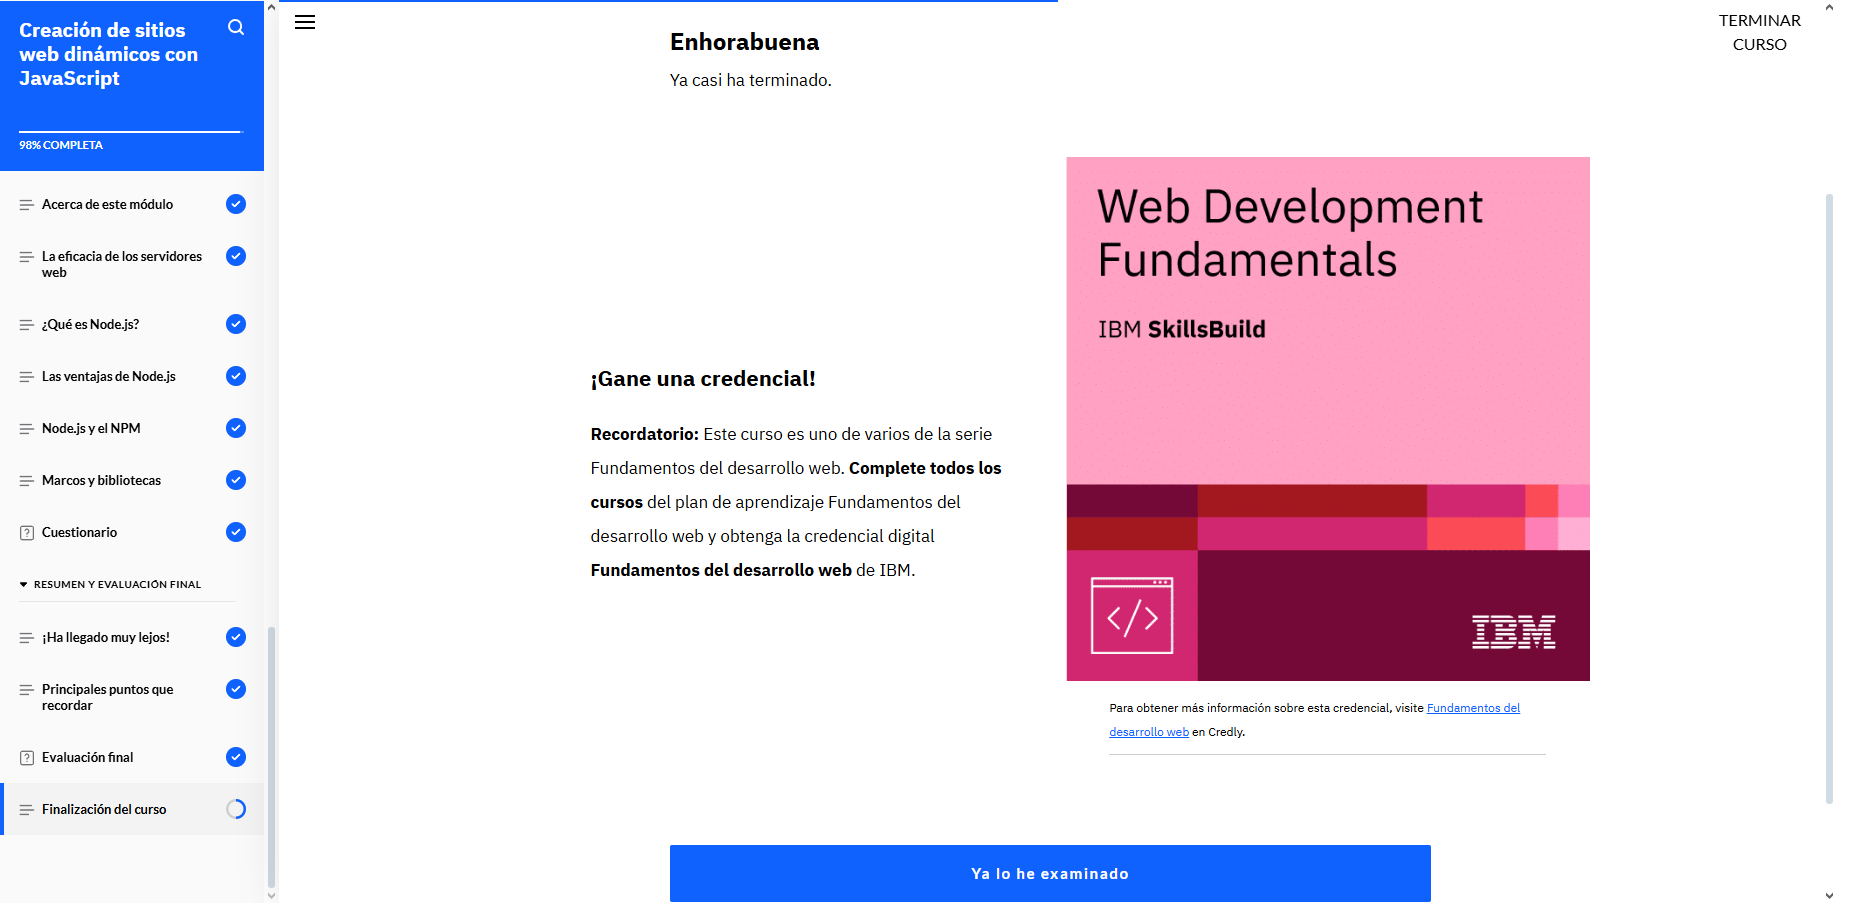 Creación de sitios
web dinámicos con
JavaScript
98% COMPLETA
Acerca de este módulo
La eficacia de los servidores
web
¿Qué es Node.js?
Las ventajas de Node.js
Node.js y el NPM
Marcos y bibliotecas
Cuestionario
RESUMEN Y EVALUACIÓN FINAL
¡Ha llegado muy lejos!
Principales puntos que
recordar
Evaluación final
Finalización del curso
TERMINAR
CURSO
Enhorabuena
Ya casi ha terminado.
¡Gane una credencial!
Recordatorio: Este curso es uno de varios de la serie
Fundamentos del desarrollo web. Complete todos los
cursos del plan de aprendizaje Fundamentos del
desarrollo web y obtenga la credencial digital
Fundamentos del desarrollo web de IBM.
Web Development
Fundamentals
IBM SkillsBuild
</>
IBM
Para obtener más información sobre esta credencial, visite Fundamentos del
desarrollo web en Credly.
Ya lo he examinado